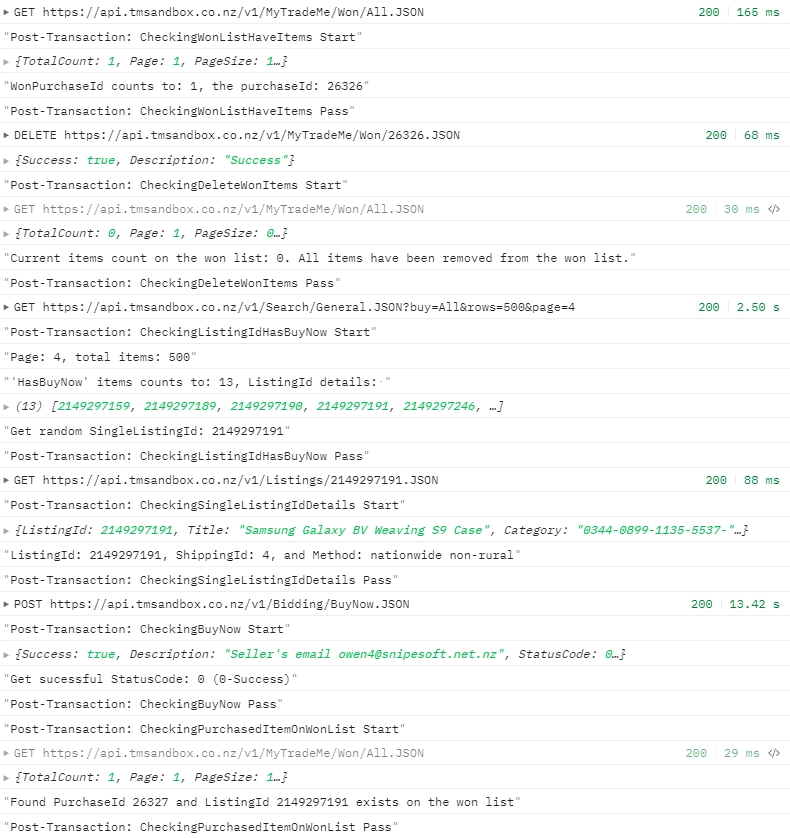 ▶ GET https://api.tmsandbox.co.nz/v1/MyTradeMe/Won/All.JSON 200 | 165 ms
"Post-Transaction: CheckingWonListHaveItems Start"
▶ {TotalCount: 1, Page: 1, PageSize: 1…}
"WonPurchaseId counts to: 1, the purchaseId: 26326"
"Post-Transaction: CheckingWonListHaveItems Pass"
▶ DELETE https://api.tmsandbox.co.nz/v1/MyTradeMe/Won/26326.JSON 200 | 68 ms
▶ {Success: true, Description: "Success"}
"Post-Transaction: CheckingDeleteWonItems Start"
▶ GET https://api.tmsandbox.co.nz/v1/MyTradeMe/Won/All.JSON 200 | 30 ms </>
▶ {TotalCount: 0, Page: 1, PageSize: 0…}
"Current items count on the won list: 0. All items have been removed from the won list."
"Post-Transaction: CheckingDeleteWonItems Pass"
▶ GET https://api.tmsandbox.co.nz/v1/Search/General.JSON?buy=All&rows=500&page=4 200 | 2.50 s
"Post-Transaction: CheckingListingIdHasBuyNow Start"
"Page: 4, total items: 500"
"'HasBuyNow' items counts to: 13, ListingId details:·"
▶ (13) [2149297159, 2149297189, 2149297190, 2149297191, 2149297246, …]
"Get random SingleListingId: 2149297191"
"Post-Transaction: CheckingListingIdHasBuyNow Pass"
▶ GET https://api.tmsandbox.co.nz/v1/Listings/2149297191.JSON 200 | 88 ms
"Post-Transaction: CheckingSingleListingIdDetails Start"
▶ {ListingId: 2149297191, Title: "Samsung Galaxy BV Weaving S9 Case", Category: "0344-0899-1135-5537-"…}
"ListingId: 2149297191, ShippingId: 4, and Method: nationwide non-rural"
"Post-Transaction: CheckingSingleListingIdDetails Pass"
▶ POST https://api.tmsandbox.co.nz/v1/Bidding/BuyNow.JSON 200 | 13.42 s
"Post-Transaction: CheckingBuyNow Start"
▶ {Success: true, Description: "Seller's email owen4@snipesoft.net.nz", StatusCode: 0…}
"Get sucessful StatusCode: 0 (0-Success)"
"Post-Transaction: CheckingBuyNow Pass"
"Post-Transaction: CheckingPurchasedItemOnWonList Start"
▶ GET https://api.tmsandbox.co.nz/v1/MyTradeMe/Won/All.JSON 200 | 29 ms </>
▶ {TotalCount: 1, Page: 1, PageSize: 1…}
"Found PurchaseId 26327 and ListingId 2149297191 exists on the won list"
"Post-Transaction: CheckingPurchasedItemOnWonList Pass"